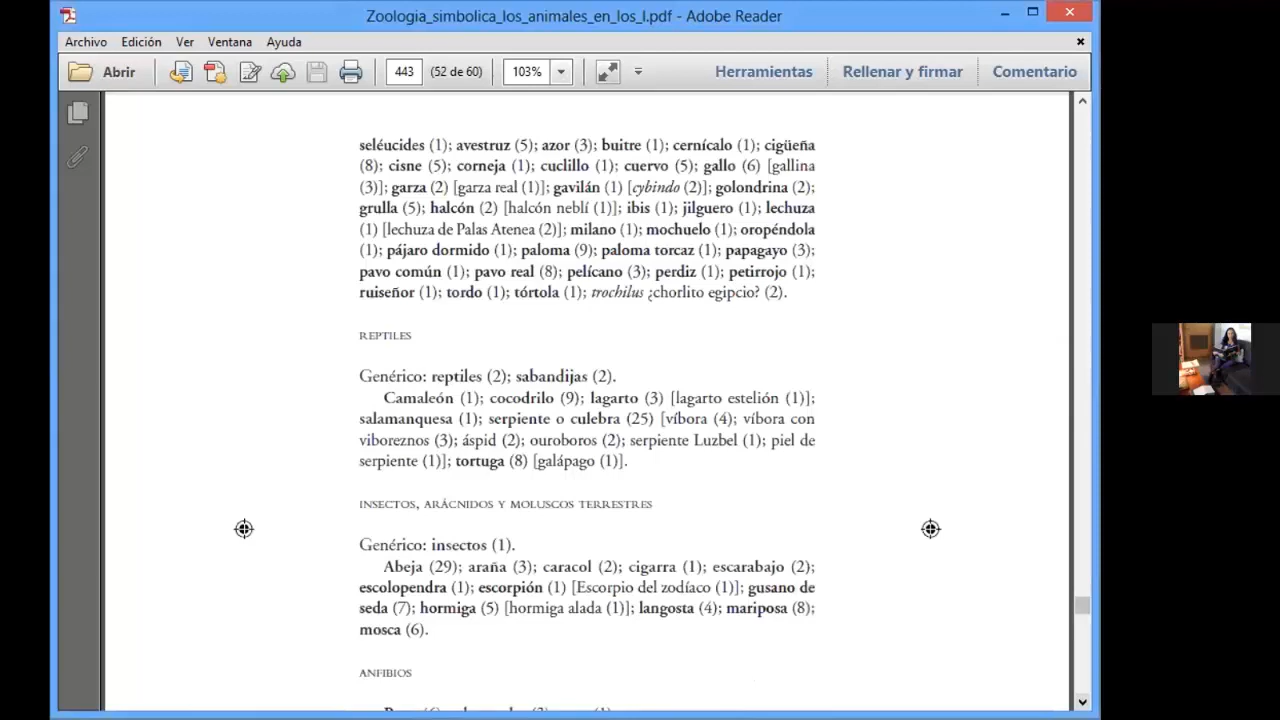 Zoologia_simbolica_los_animales_en_los_l.pdf - Adobe Reader
Archivo Edición Ver Ventana Ayuda
Abrir 443 (52 de 60) 103% Herramientas Rellenar y firmar Comentario
seléucides (1); avestruz (5); azor (3); buitre (1); cernícalo (1); cigüeña
(8); cisne (5); corneja (1); cuclillo (1); cuervo (5); gallo (6) [gallina
(3)]; garza (2) [garza real (1)]; gavilán (1) [cybindo (2)]; golondrina (2);
grulla (5); halcón (2) [halcón neblí (1)]; ibis (1); jilguero (1); lechuza
(1) [lechuza de Palas Atenea (2)]; milano (1); mochuelo (1); oropéndola
(1); pájaro dormido (1); paloma (9); paloma torcaz (1); papagayo (3);
pavo común (1); pavo real (8); pelícano (3); perdiz (1); petirrojo (1);
ruiseñor (1); tordo (1); tórtola (1); trochilus ¿chorlito egipcio? (2).
REPTILES
Genérico: reptiles (2); sabandijas (2).
Camaleón (1); cocodrilo (9); lagarto (3) [lagarto estelión (1)];
salamanquesa (1); serpiente o culebra (25) [víbora (4); víbora con
viboreznos (3); áspid (2); ouroboros (2); serpiente Luzbel (1); piel de
serpiente (1)]; tortuga (8) [galápago (1)].
INSECTOS, ARÁCNIDOS Y MOLUSCOS TERRESTRES
Genérico: insectos (1).
Abeja (29); araña (3); caracol (2); cigarra (1); escarabajo (2);
escolopendra (1); escorpión (1) [Escorpio del zodíaco (1)]; gusano de
seda (7); hormiga (5) [hormiga alada (1)]; langosta (4); mariposa (8);
mosca (6).
ANFIBIOS